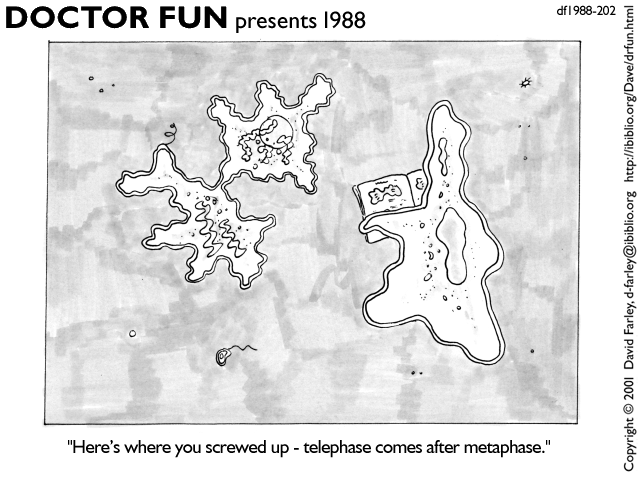 DOCTOR FUN presents 1988
df1988-202
"Here's where you screwed up - telephase comes after metaphase."
Copyright © 2001 David Farley, d-farley@ibiblio.org http://ibiblio.org/Dave/drfun.html